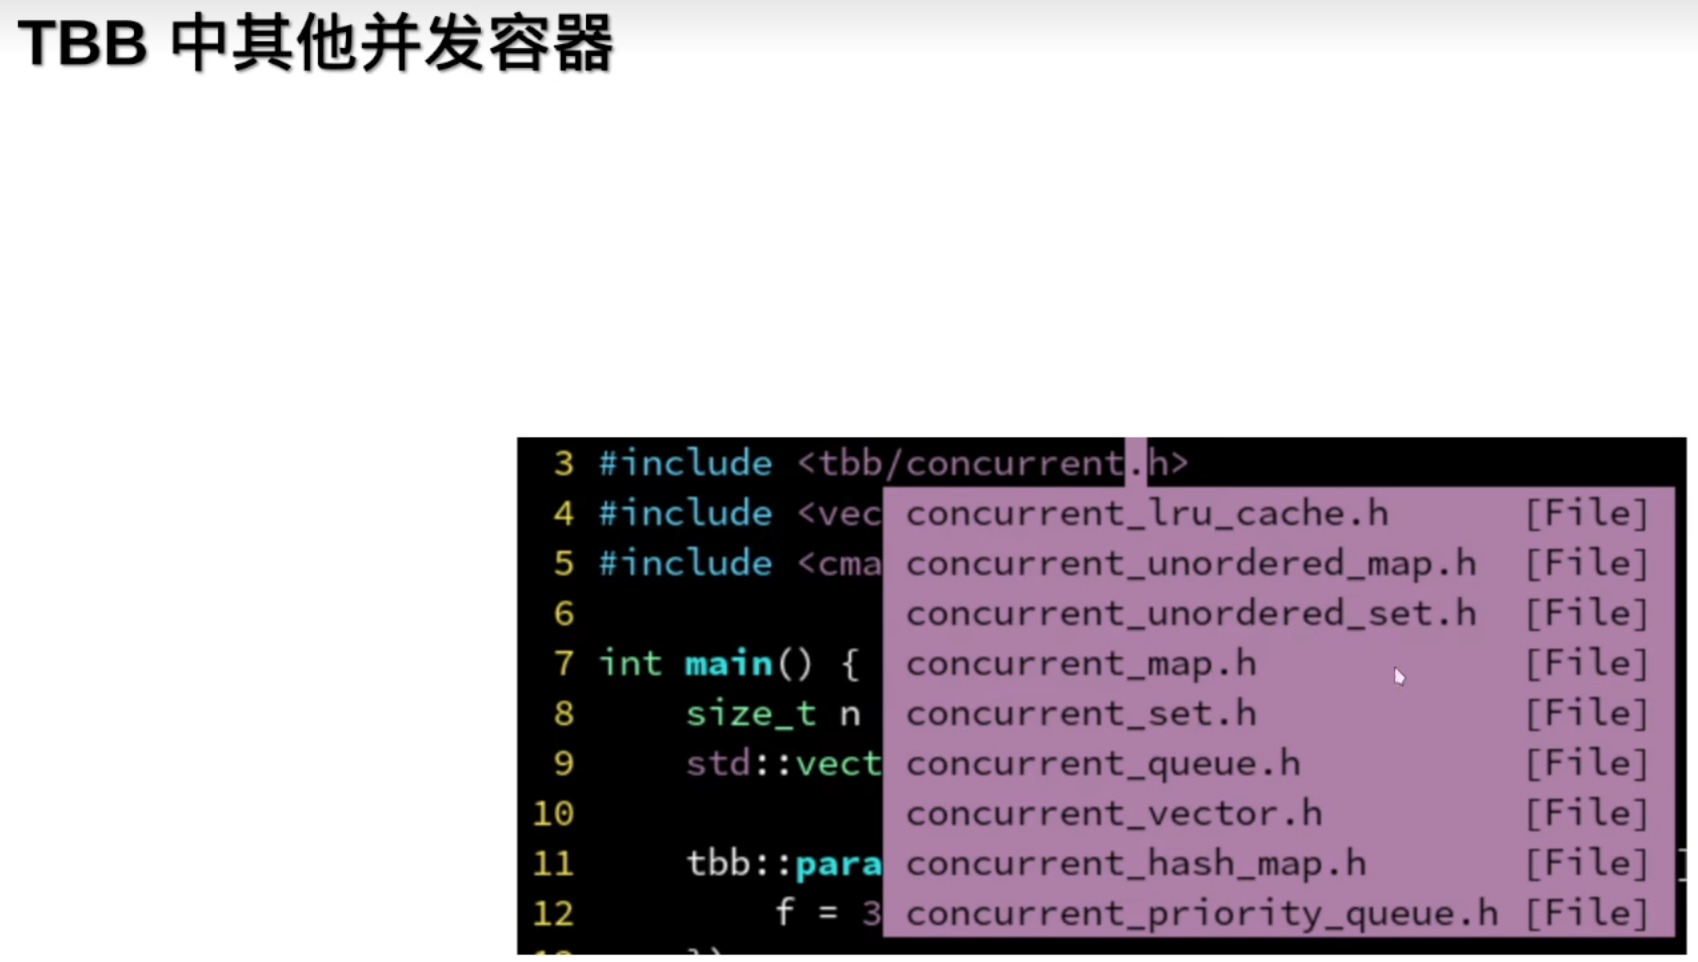 TBB 中其他并发容器
3 #include <tbb/concurrent.h>
4 #include <vec concurrent_lru_cache.h [File]
5 #include <cma concurrent_unordered_map.h [File]
6 concurrent_unordered_set.h [File]
7 int main() { concurrent_map.h [File]
8 size_t n concurrent_set.h [File]
9 std::vect concurrent_queue.h [File]
10 concurrent_vector.h [File]
11 tbb::para concurrent_hash_map.h [File] ]
12 f = 3 concurrent_priority_queue.h [File]